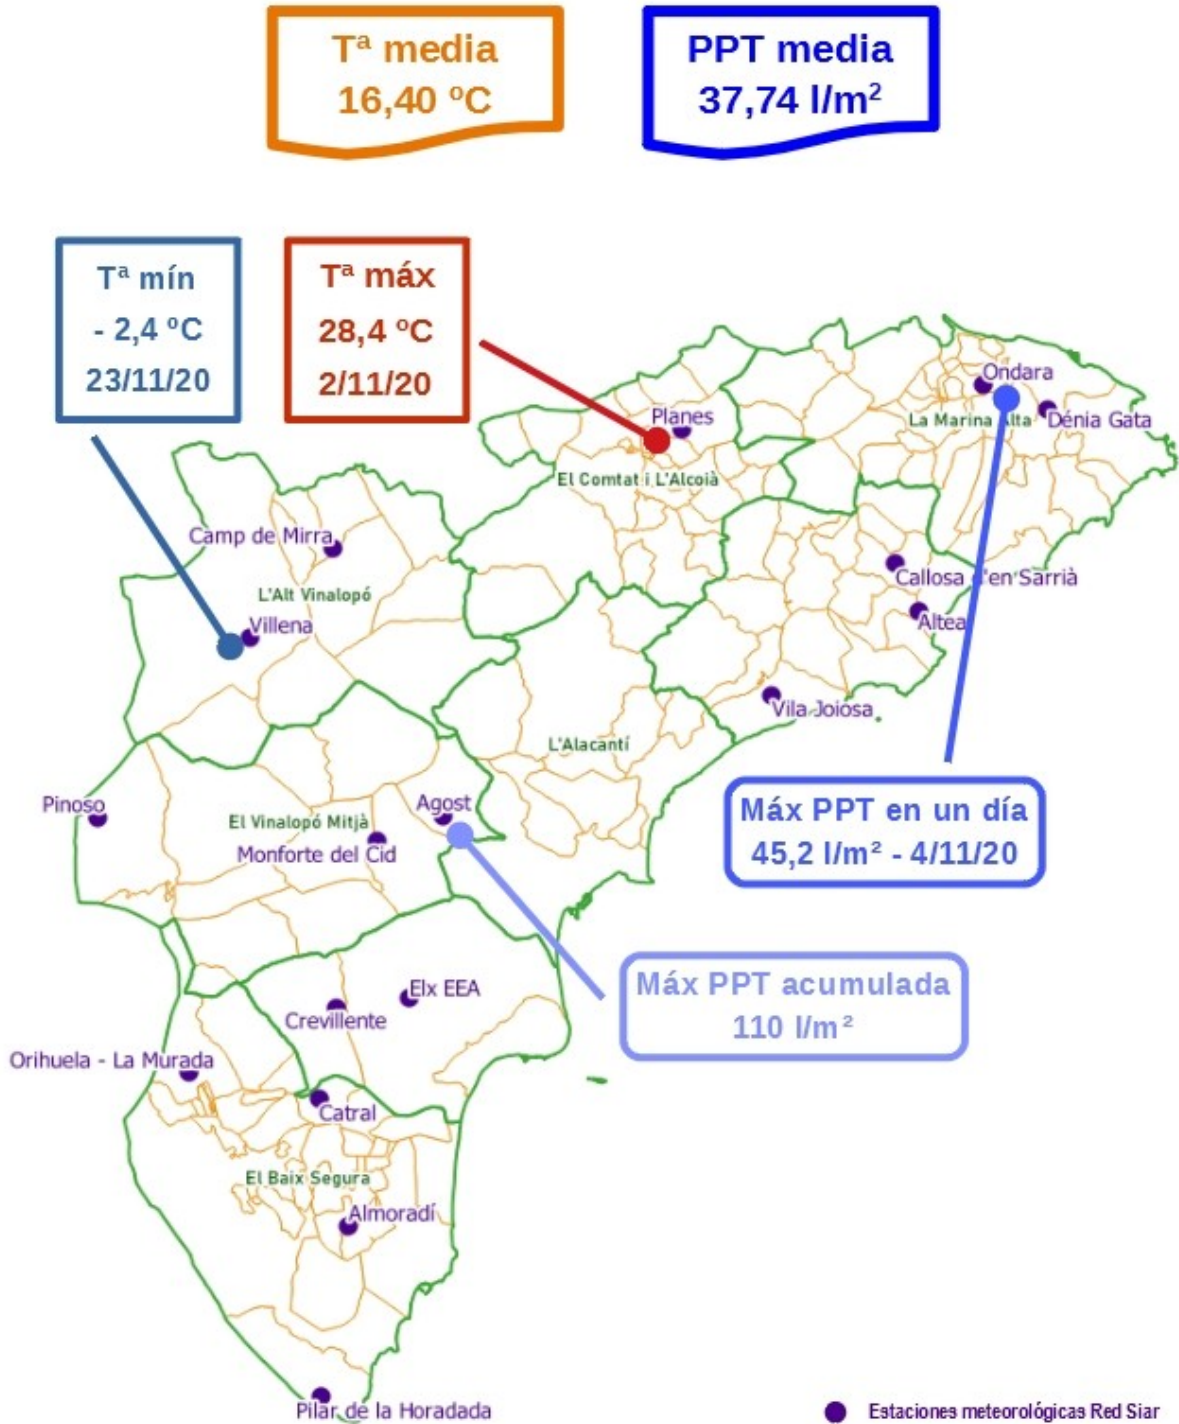 Tª media
16,40 ºC
PPT media
37,74 l/m²
Tª mín
- 2,4 ºC
23/11/20
Tª máx
28,4 ºC
2/11/20
Ondara
La Marina Alta
Dénia Gata
Planes
El Comtat i L'Alcoià
Camp de Mirra
L'Alt Vinalopó
Villena
Callosa d'en Sarrià
Altea
Vila Joiosa
L'Alacantí
Pinoso
Agost
El Vinalopó Mitjà
Monforte del Cid
Máx PPT en un día
45,2 l/m² - 4/11/20
Máx PPT acumulada
110 l/m²
Elx EEA
Crevillente
Orihuela - La Murada
Catral
El Baix Segura
Almoradí
Pilar de la Horadada
Estaciones meteorológicas Red Siar